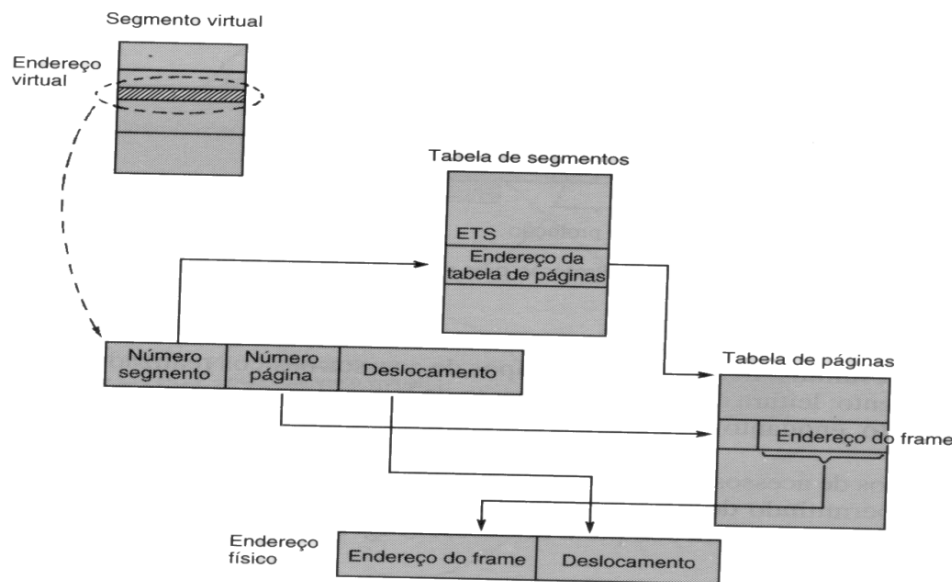 Segmento virtual
Endereço
virtual
Tabela de segmentos
ETS
Endereço da
tabela de páginas
Número
segmento
Número
página
Deslocamento
Tabela de páginas
Endereço do frame
Endereço
físico
Endereço do frame
Deslocamento